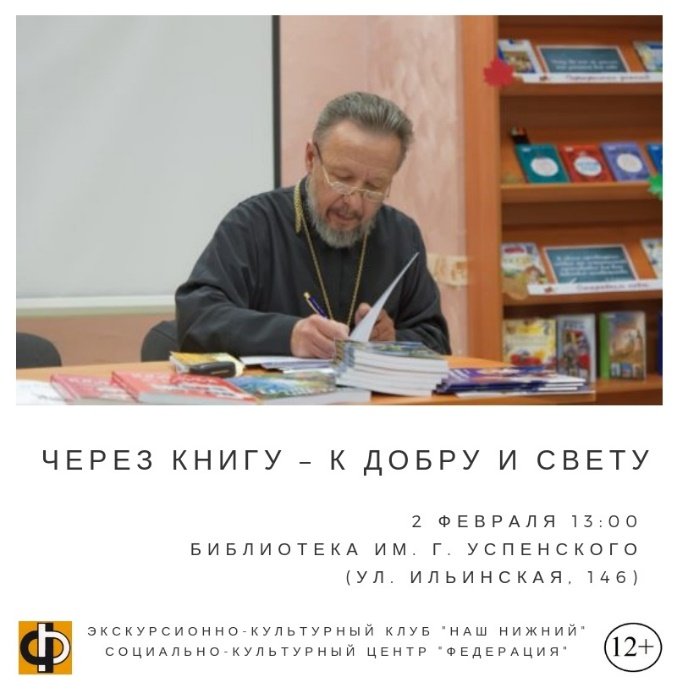 ЧЕРЕЗ КНИГУ – К ДОБРУ И СВЕТУ
2 ФЕВРАЛЯ 13:00
БИБЛИОТЕКА ИМ. Г. УСПЕНСКОГО
(УЛ. ИЛЬИНСКАЯ, 146)
ЭКСКУРСИОННО-КУЛЬТУРНЫЙ КЛУБ "НАШ НИЖНИЙ"
СОЦИАЛЬНО-КУЛЬТУРНЫЙ ЦЕНТР "ФЕДЕРАЦИЯ"
12+